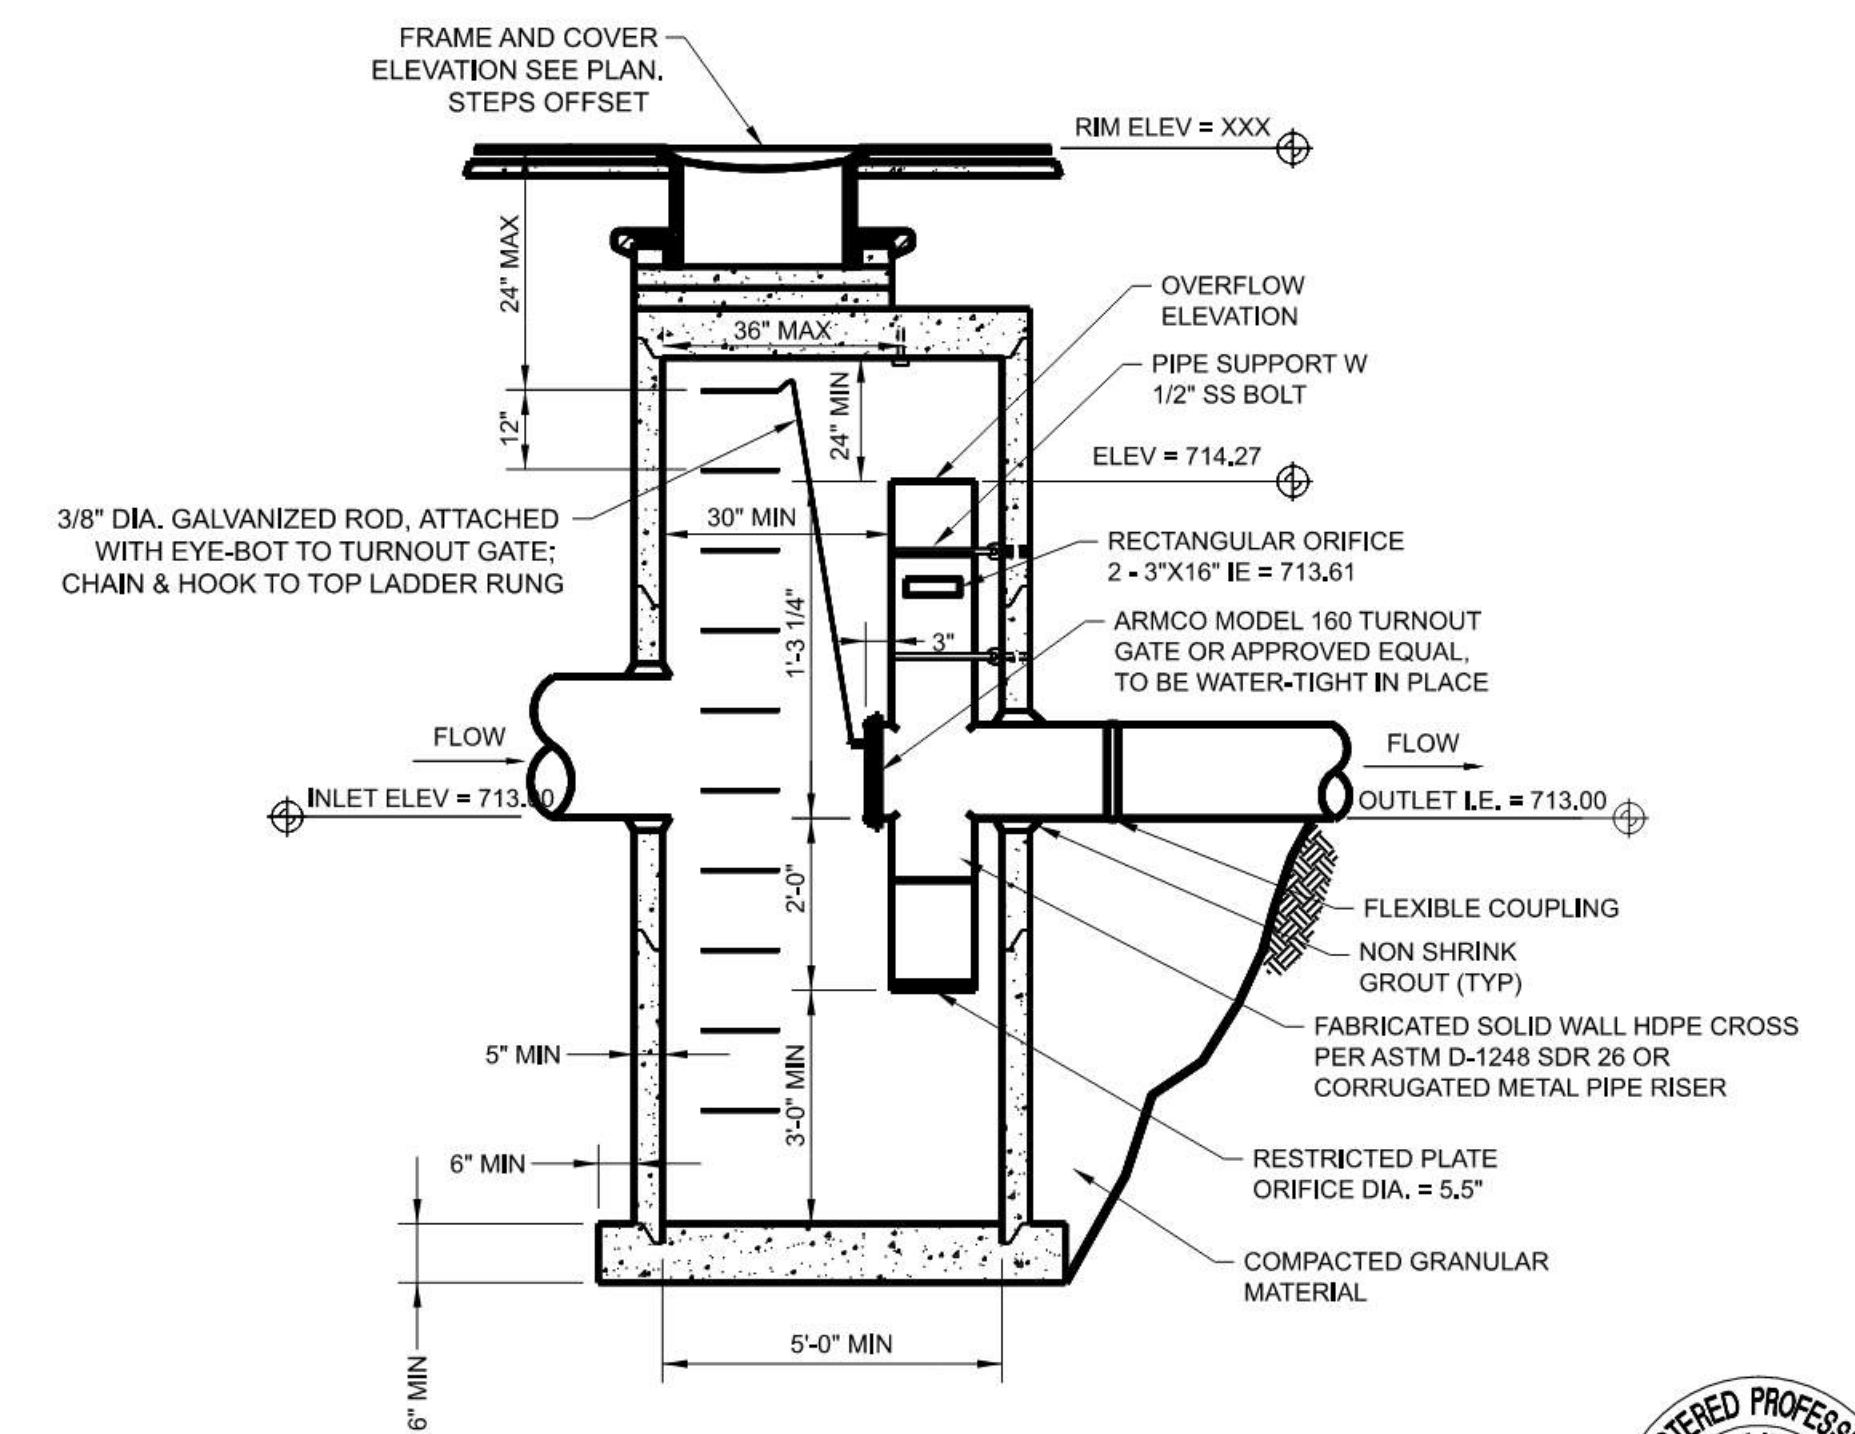 FRAME AND COVER
ELEVATION SEE PLAN.
STEPS OFFSET
RIM ELEV = XXX
24" MAX
36" MAX
OVERFLOW
ELEVATION
PIPE SUPPORT W
1/2" SS BOLT
12"
24" MIN
ELEV = 714.27
3/8" DIA. GALVANIZED ROD, ATTACHED
WITH EYE-BOT TO TURNOUT GATE;
CHAIN & HOOK TO TOP LADDER RUNG
30" MIN
RECTANGULAR ORIFICE
2 - 3"X16" IE = 713.61
1'-3 1/4"
3"
ARMCO MODEL 160 TURNOUT
GATE OR APPROVED EQUAL,
TO BE WATER-TIGHT IN PLACE
FLOW
FLOW
INLET ELEV = 713.00
OUTLET I.E. = 713.00
2'-0"
FLEXIBLE COUPLING
NON SHRINK
GROUT (TYP)
FABRICATED SOLID WALL HDPE CROSS
PER ASTM D-1248 SDR 26 OR
CORRUGATED METAL PIPE RISER
5" MIN
3'-0" MIN
6" MIN
RESTRICTED PLATE
ORIFICE DIA. = 5.5"
COMPACTED GRANULAR
MATERIAL
5'-0" MIN
6" MIN
PROFESS